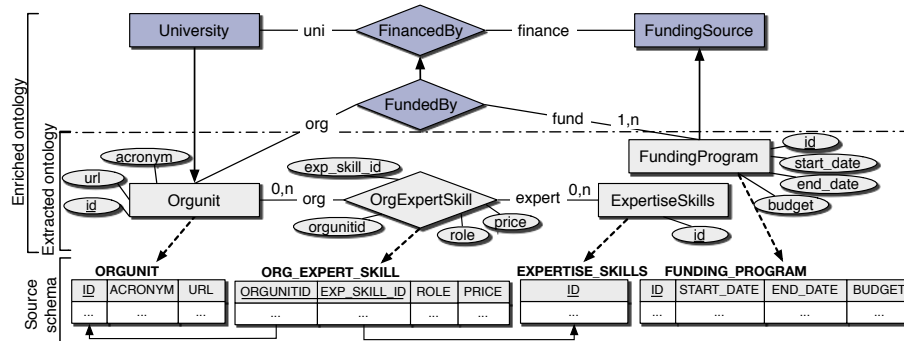 University uni FinancedBy finance FundingSource
FundedBy
org fund 1,n
Enriched ontology
Extracted ontology
acronym
url
id
Orgunit
0,n org
exp_skill_id
OrgExpertSkill
orgunitid
role
price
expert 0,n
ExpertiseSkills
id
FundingProgram
id
start_date
end_date
budget
Source schema
ORGUNIT
ID ACRONYM URL
... ... ...
ORG_EXPERT_SKILL
ORGUNITID EXP_SKILL_ID ROLE PRICE
... ... ... ...
EXPERTISE_SKILLS
ID
...
FUNDING_PROGRAM
ID START_DATE END_DATE BUDGET
... ... ... ...